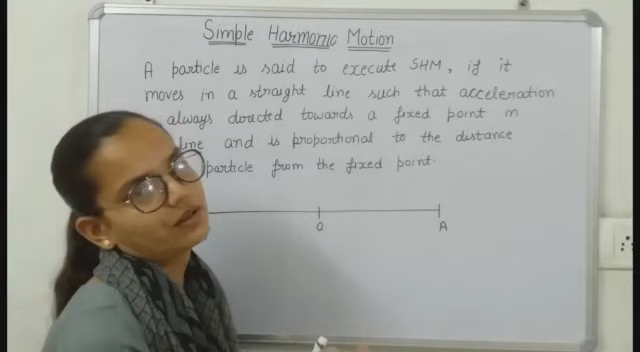 Simple Harmonic Motion
A particle is said to execute SHM, if it
moves in a straight line such that acceleration
always directed towards a fixed point in
line and is proportional to the distance
particle from the fixed point.
O A